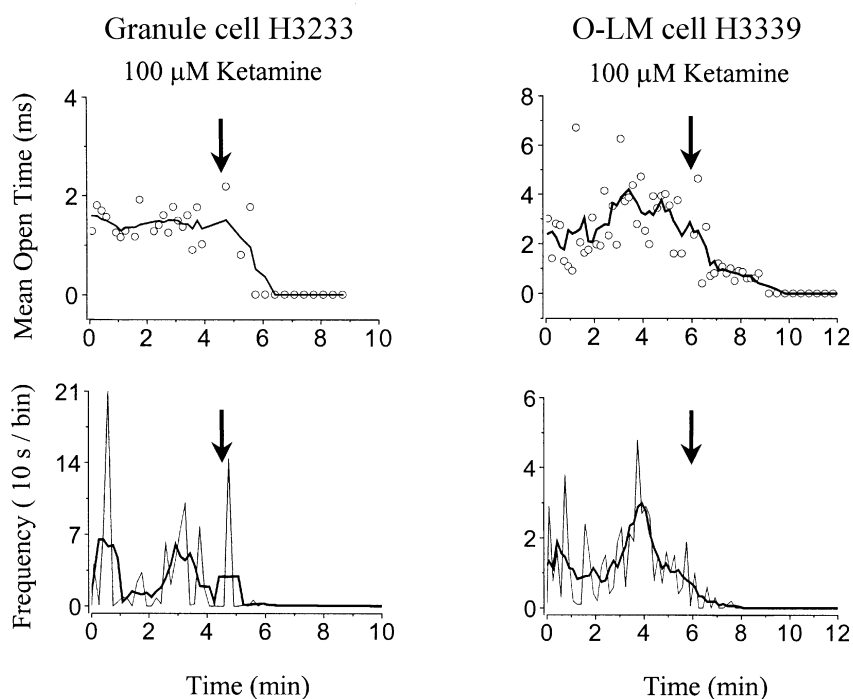 Granule cell H3233
O-LM cell H3339
100 μM Ketamine
100 μM Ketamine
Mean Open Time (ms)
4
2
0
0 2 4 6 8 10
8
6
4
2
0
0 2 4 6 8 10 12
Frequency ( 10 s / bin)
21
14
7
0
0 2 4 6 8 10
6
4
2
0
0 2 4 6 8 10 12
Time (min)
Time (min)